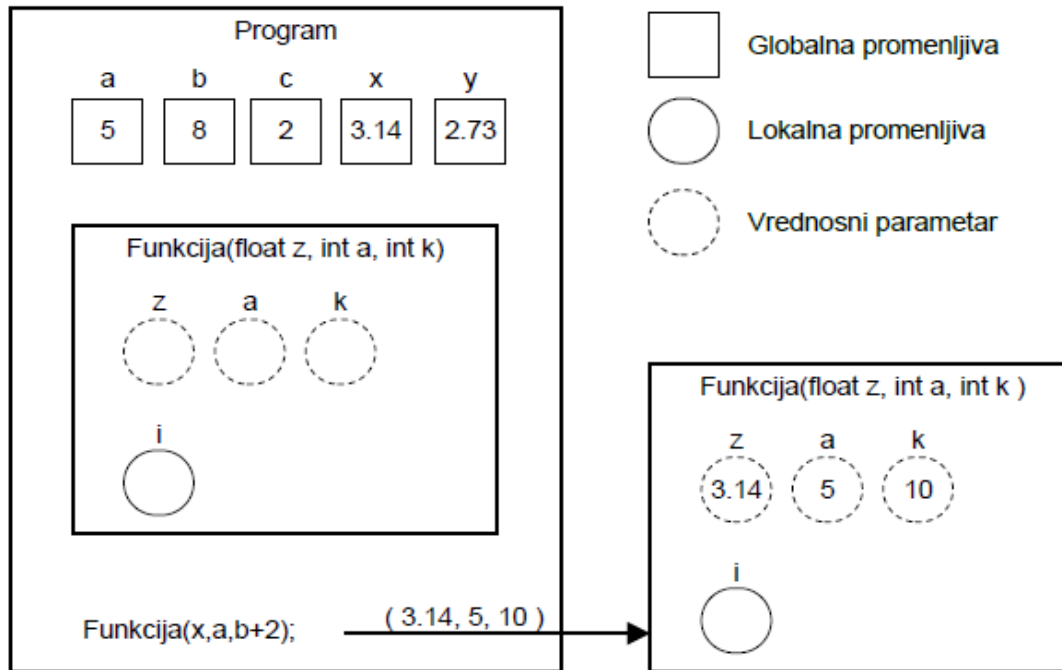 Program
a b c x y
5 8 2 3.14 2.73
Funkcija(float z, int a, int k)
z a k
i
Funkcija(x,a,b+2);
( 3.14, 5, 10 )
Globalna promenljiva
Lokalna promenljiva
Vrednosni parametar
Funkcija(float z, int a, int k )
z a k
3.14 5 10
i